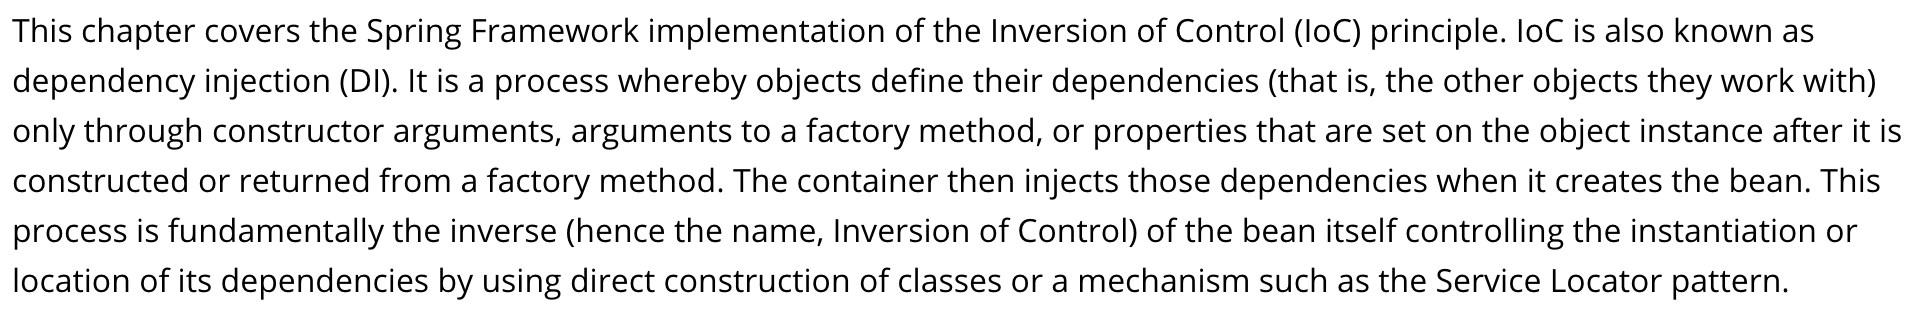 This chapter covers the Spring Framework implementation of the Inversion of Control (IoC) principle. IoC is also known as
dependency injection (DI). It is a process whereby objects define their dependencies (that is, the other objects they work with)
only through constructor arguments, arguments to a factory method, or properties that are set on the object instance after it is
constructed or returned from a factory method. The container then injects those dependencies when it creates the bean. This
process is fundamentally the inverse (hence the name, Inversion of Control) of the bean itself controlling the instantiation or
location of its dependencies by using direct construction of classes or a mechanism such as the Service Locator pattern.